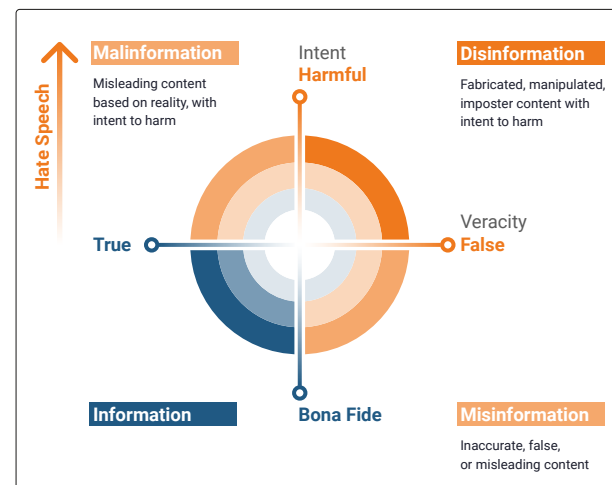 Malinformation
Misleading content
based on reality, with
intent to harm
Intent
Harmful
Disinformation
Fabricated, manipulated,
imposter content with
intent to harm
Hate Speech
True
Veracity
False
Information
Bona Fide
Misinformation
Inaccurate, false,
or misleading content